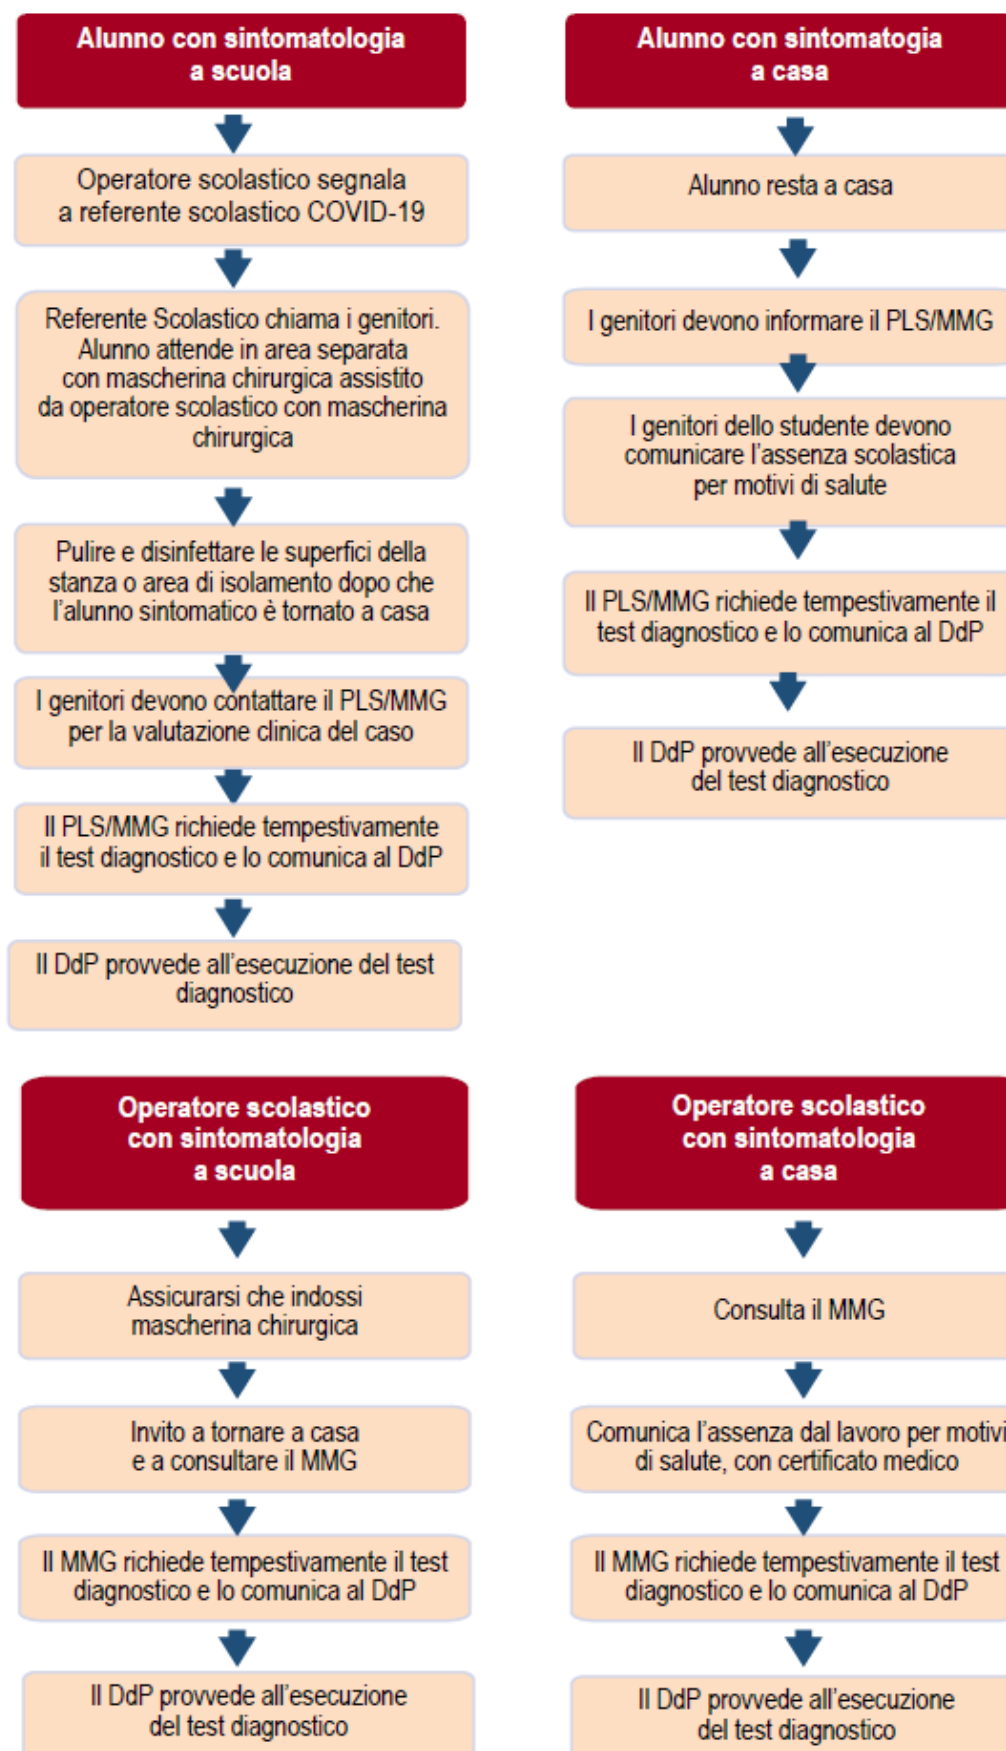 Alunno con sintomatologia
a scuola
Operatore scolastico segnala
a referente scolastico COVID-19
Referente Scolastico chiama i genitori.
Alunno attende in area separata
con mascherina chirurgica assistito
da operatore scolastico con mascherina
chirurgica
Pulire e disinfettare le superfici della
stanza o area di isolamento dopo che
l'alunno sintomatico è tornato a casa
I genitori devono contattare il PLS/MMG
per la valutazione clinica del caso
Il PLS/MMG richiede tempestivamente
il test diagnostico e lo comunica al DdP
Il DdP provvede all'esecuzione del test
diagnostico
Alunno con sintomatogia
a casa
Alunno resta a casa
I genitori devono informare il PLS/MMG
I genitori dello studente devono
comunicare l'assenza scolastica
per motivi di salute
Il PLS/MMG richiede tempestivamente il
test diagnostico e lo comunica al DdP
Il DdP provvede all'esecuzione
del test diagnostico
Operatore scolastico
con sintomatologia
a scuola
Assicurarsi che indossi
mascherina chirurgica
Invito a tornare a casa
e a consultare il MMG
Il MMG richiede tempestivamente il test
diagnostico e lo comunica al DdP
Il DdP provvede all'esecuzione
del test diagnostico
Operatore scolastico
con sintomatologia
a casa
Consulta il MMG
Comunica l'assenza dal lavoro per motivi
di salute, con certificato medico
Il MMG richiede tempestivamente il test
diagnostico e lo comunica al DdP
Il DdP provvede all'esecuzione
del test diagnostico